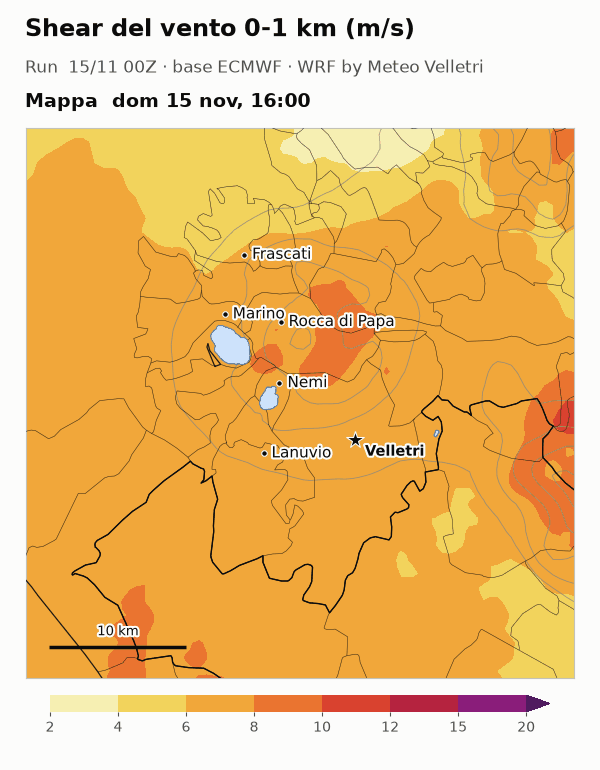 Shear del vento 0-1 km (m/s)
Run  15/11 00Z · base ECMWF · WRF by Meteo Velletri
Mappa  dom 15 nov, 16:00
Frascati
Marino
Rocca di Papa
Nemi
Velletri
Lanuvio
10 km
2 4 6 8 10 12 15 20